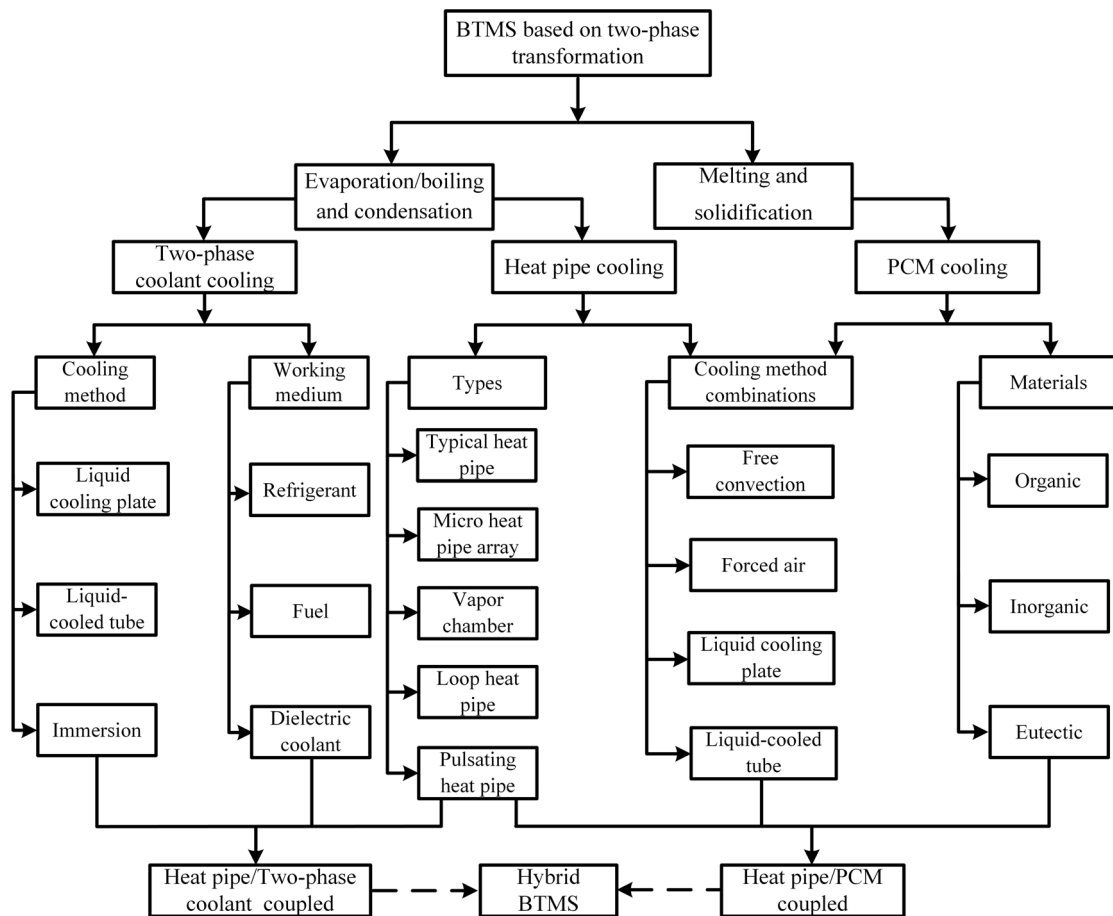 BTMS based on two-phase
transformation
Evaporation/boiling
and condensation
Melting and
solidification
Two-phase
coolant cooling
Heat pipe cooling
PCM cooling
Cooling
method
Working
medium
Types
Cooling method
combinations
Materials
Liquid
cooling plate
Liquid-
cooled tube
Immersion
Refrigerant
Fuel
Dielectric
coolant
Typical heat
pipe
Micro heat
pipe array
Vapor
chamber
Loop heat
pipe
Pulsating
heat pipe
Free
convection
Forced air
Liquid cooling
plate
Liquid-cooled
tube
Organic
Inorganic
Eutectic
Heat pipe/Two-phase
coolant coupled
Hybrid
BTMS
Heat pipe/PCM
coupled